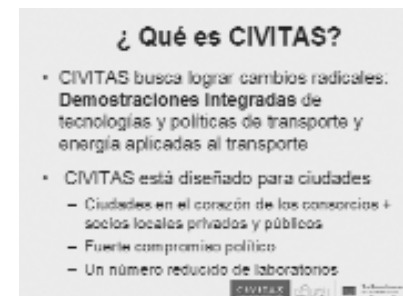 ¿ Qué es CIVITAS?
• CIVITAS busca lograr cambios radicales:
Demostraciones integradas de
tecnologías y políticas de transporte y
energía aplicadas al transporte
• CIVITAS está diseñado para ciudades
– Ciudades en el corazón de los consorcios +
socios locales privados y públicos
– Fuerte compromiso político
– Un número reducido de laboratorios
CIVITAS